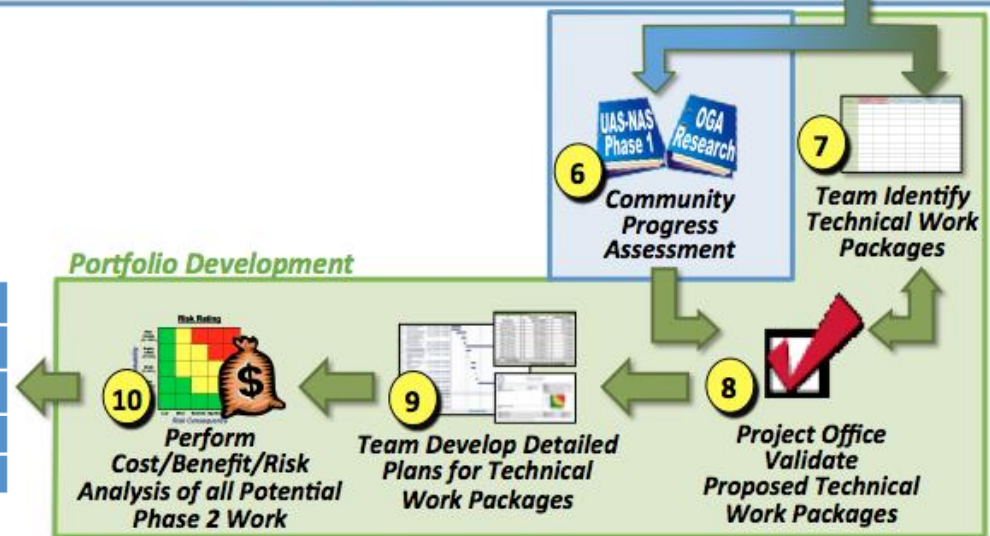 UAS-NAS
Phase 1
OGA
Research
6
Community
Progress
Assessment
7
Team Identify
Technical Work
Packages
Portfolio Development
Risk Rating
$
10
Perform
Cost/Benefit/Risk
Analysis of all Potential
Phase 2 Work
9
Team Develop Detailed
Plans for Technical
Work Packages
8
Project Office
Validate
Proposed Technical
Work Packages